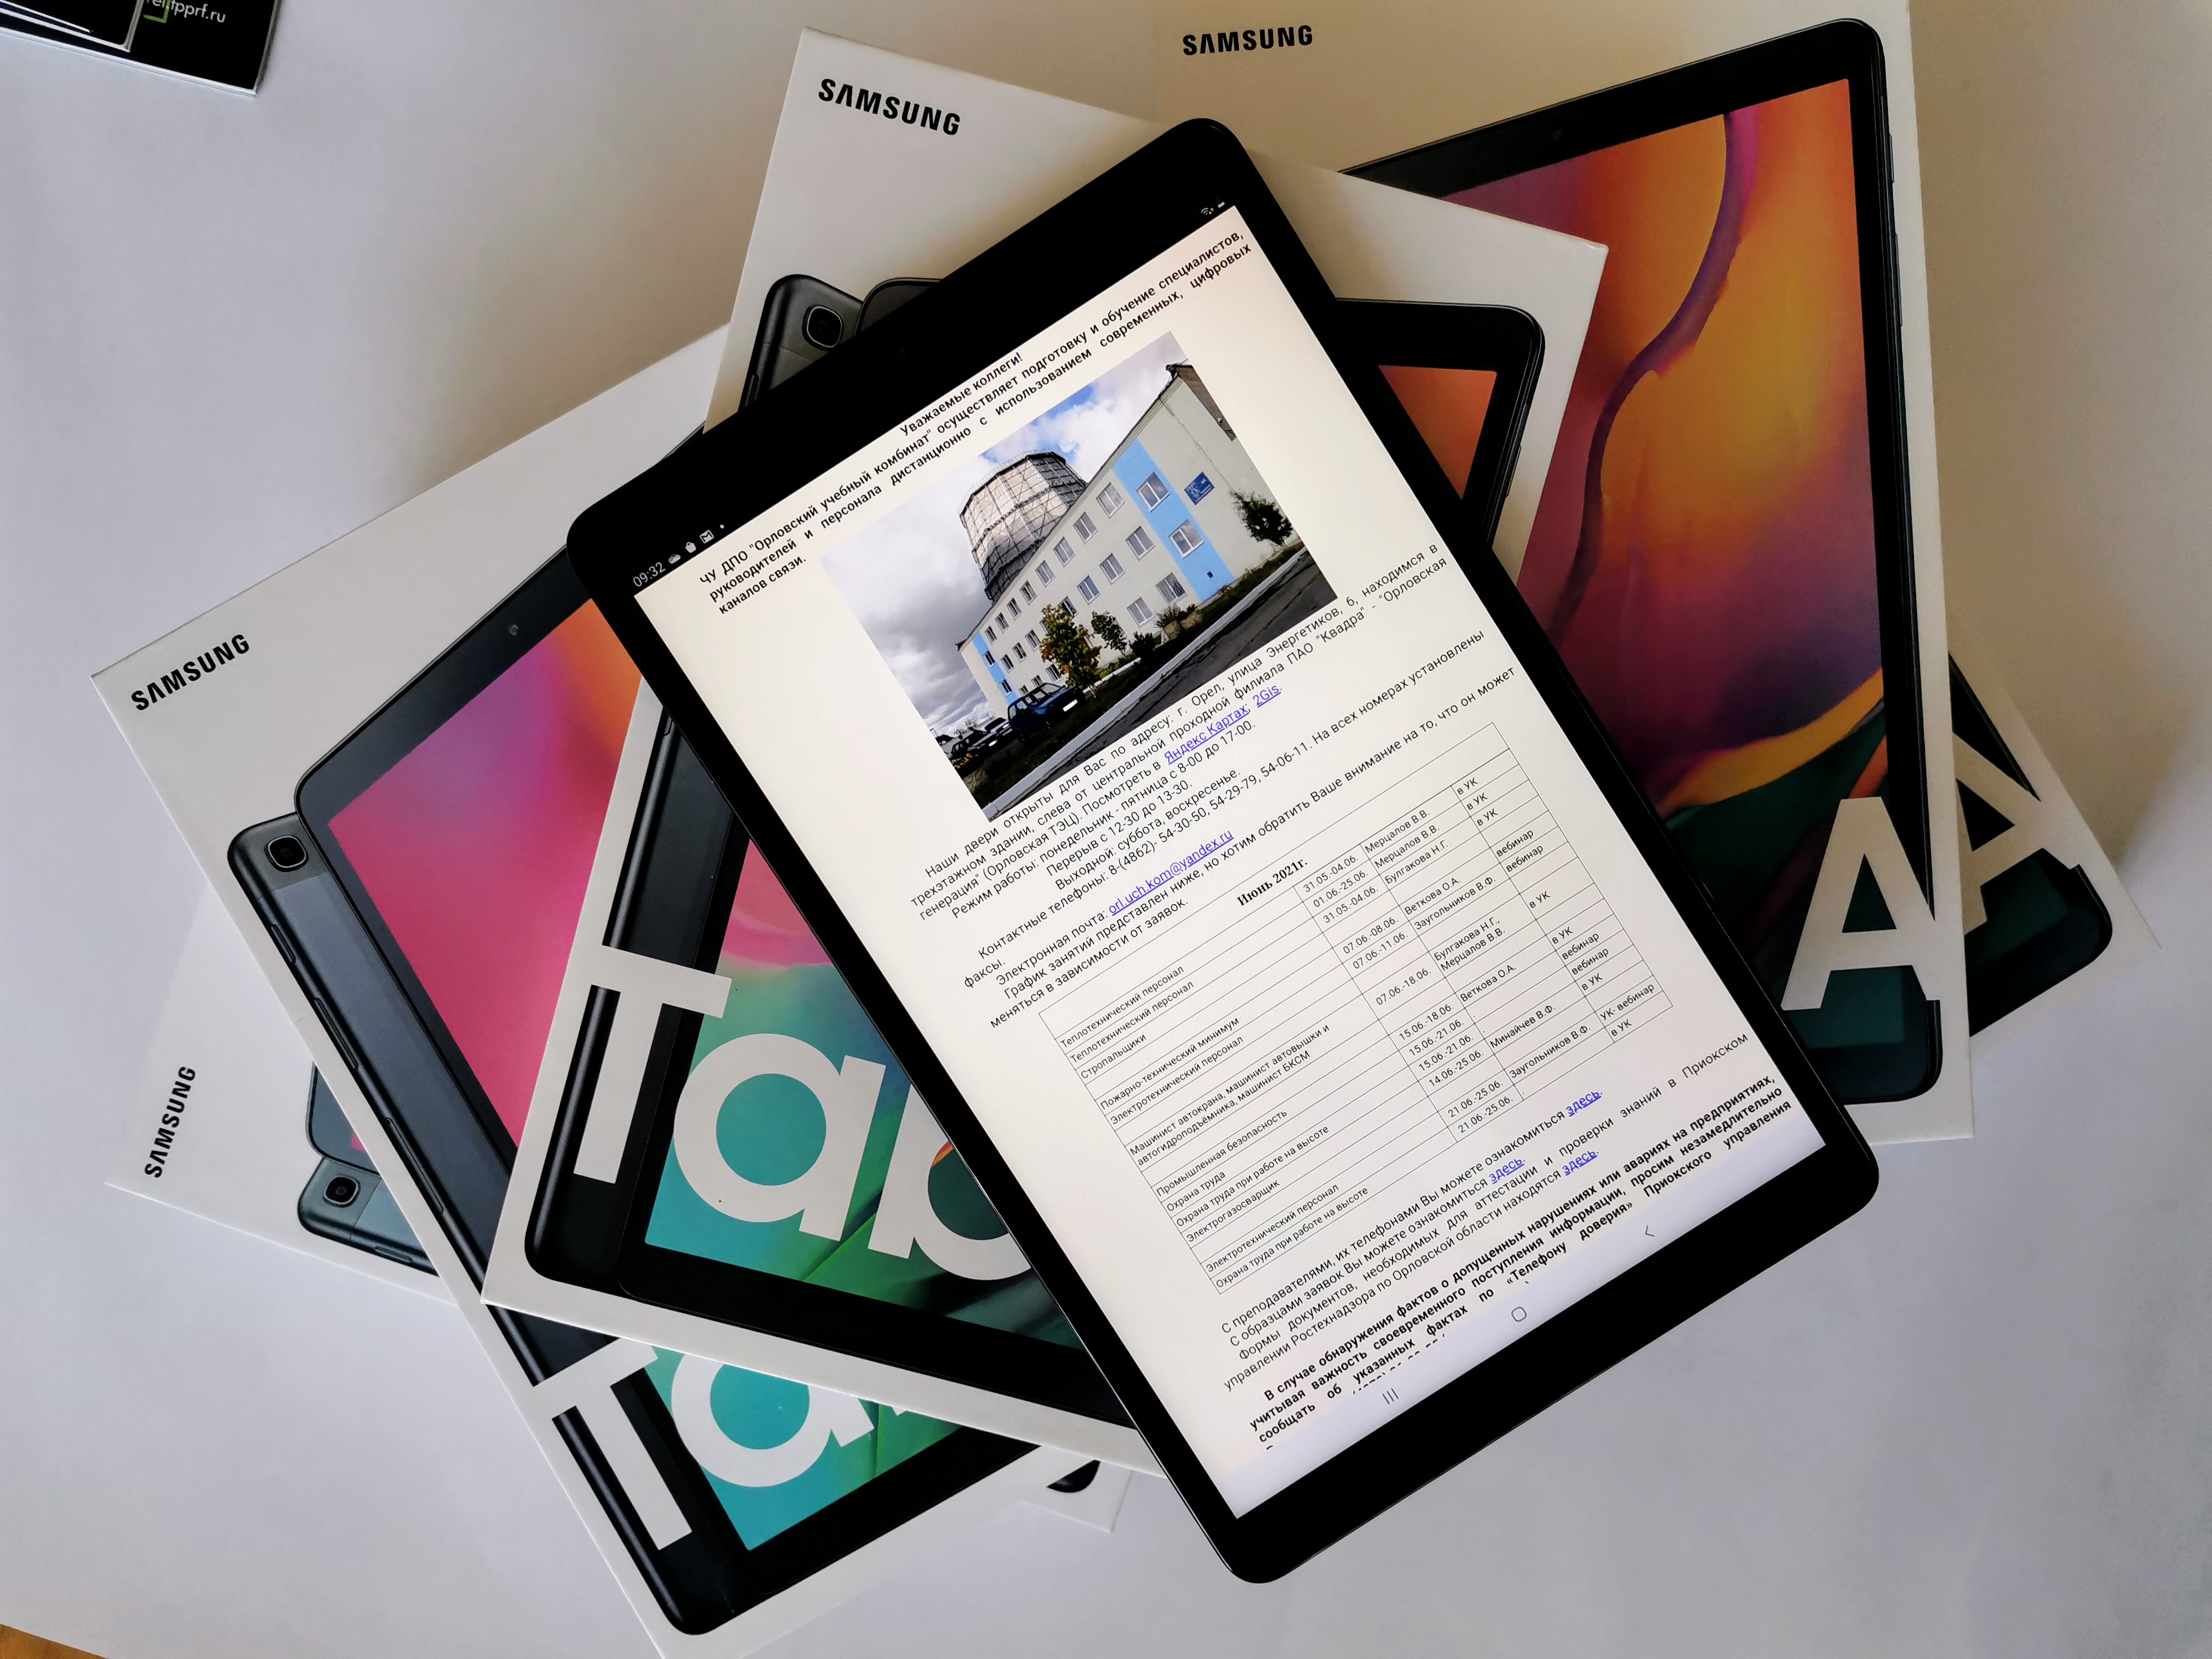 entpprf.ru
SAMSUNG
SAMSUNG
SAMSUNG
SAMSUNG
09:32
Уважаемые коллеги!
ЧУ ДПО "Орловский учебный комбинат" осуществляет подготовку и обучение специалистов,
руководителей и персонала дистанционно с использованием современных, цифровых
каналов связи.
Наши двери открыты для Вас по адресу: г. Орел, улица Энергетиков, 6, находимся в
трехэтажном здании, слева от центральной проходной филиала ПАО "Квадра" - "Орловская
генерация" (Орловская ТЭЦ). Посмотреть в Яндекс Картах; 2Gis.
Режим работы: понедельник - пятница с 8-00 до 17-00.
Перерыв с 12-30 до 13-30.
Выходной: суббота, воскресенье.
Контактные телефоны: 8-(4862)- 54-30-50, 54-29-79, 54-06-11. На всех номерах установлены
факсы.
Электронная почта: orl.uch.kom@yandex.ru
График занятий представлен ниже, но хотим обратить Ваше внимание на то, что он может
меняться в зависимости от заявок.
Июнь 2021г.
Теплотехнический персонал 31.05.-04.06. Мерцалов В.В. в УК
Теплотехнический персонал 01.06.-25.06. Мерцалов В.В. в УК
Стропальщики 31.05.-04.06. Булгакова Н.Г. в УК
Пожарно-технический минимум 07.06.-08.06. Веткова О.А. вебинар
Электротехнический персонал 07.06.-11.06. Заугольников В.Ф. вебинар
Машинист автокрана, машинист автовышки и
автогидроподъёмника, машинист БКСМ 07.06.-18.06. Булгакова Н.Г.,
Мерцалов В.В. в УК
Промышленная безопасность 15.06.-18.06. Веткова О.А. в УК
Охрана труда 15.06.-21.06. вебинар
Охрана труда при работе на высоте 15.06.-21.06. вебинар
Электрогазосварщик 14.06.-25.06. Минайчев В.Ф. в УК
Электротехнический персонал 21.06.-25.06. Заугольников В.Ф. УК- вебинар
Охрана труда при работе на высоте 21.06.-25.06. в УК
С преподавателями, их телефонами Вы можете ознакомиться здесь.
С образцами заявок Вы можете ознакомиться здесь.
Формы документов, необходимых для аттестации и проверки знаний в Приокском
управлении Ростехнадзора по Орловской области находятся здесь.
В случае обнаружения фактов о допущенных нарушениях или авариях на предприятиях,
учитывая важность своевременного поступления информации, просим незамедлительно
сообщать об указанных фактах по «Телефону доверия» Приокского управления
Tab
Ta
A
A